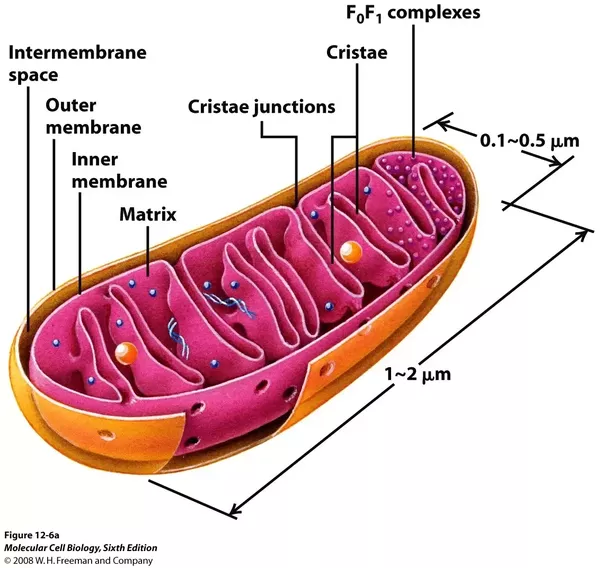 F₀F₁ complexes
Intermembrane
space
Cristae
Outer
membrane
Cristae junctions
0.1~0.5 μm
Inner
membrane
Matrix
1~2 μm
Figure 12-6a
Molecular Cell Biology, Sixth Edition
© 2008 W. H. Freeman and Company